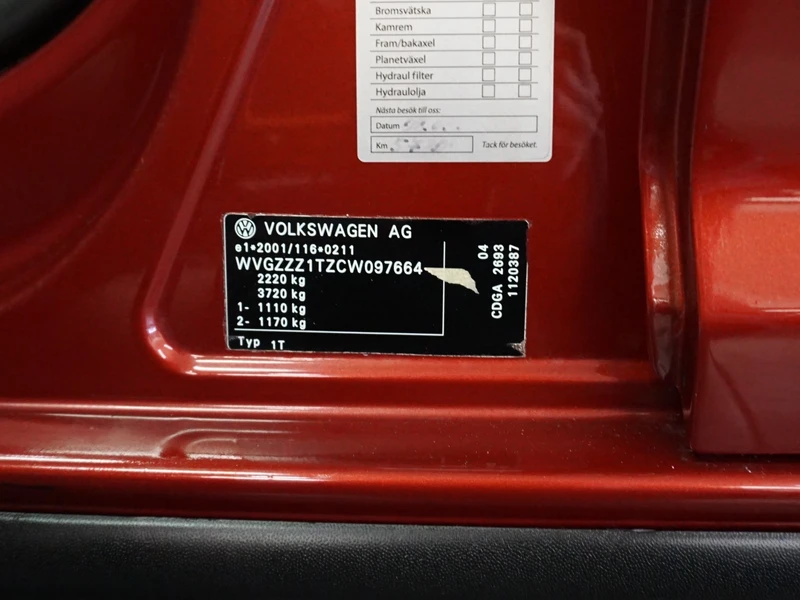 Bromsvätska
Kamrem
Fram/bakaxel
Planetväxel
Hydraul filter
Hydraulolja
Nästa besök till oss:
Datum
Km
Tack för besöket.
VOLKSWAGEN AG
e1*2001/116*0211
WVGZZZ1TZCW097664
2220 kg
3720 kg
1- 1110 kg
2- 1170 kg
Typ 1T
04
CDGA 2693
1120387